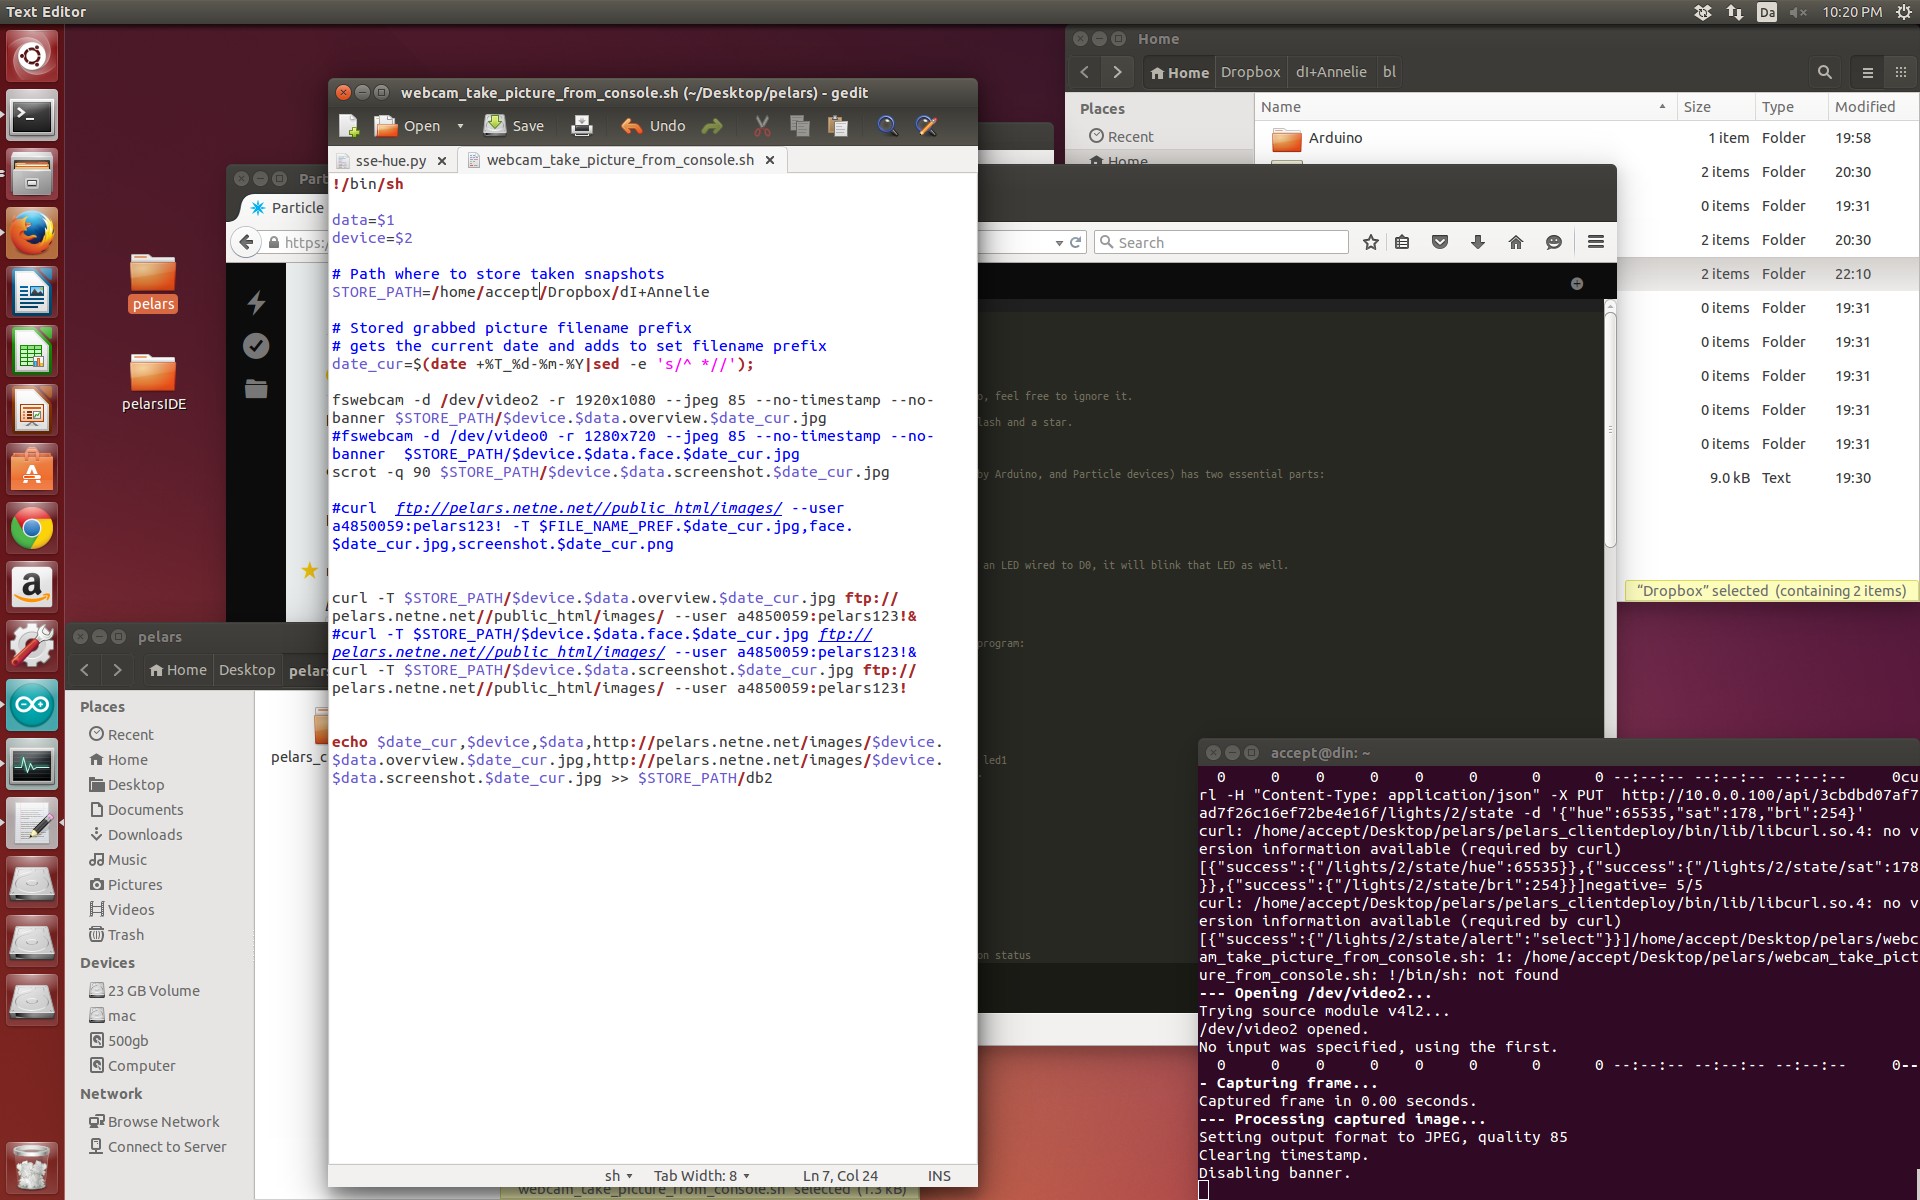 Text Editor
Da
10:20 PM
Home
Home Dropbox dI+Annelie bl
Places
Recent
Home
Name Size Type Modified
Arduino 1 item Folder 19:58
2 items Folder 20:30
0 items Folder 19:31
2 items Folder 20:30
2 items Folder 22:10
0 items Folder 19:31
0 items Folder 19:31
0 items Folder 19:31
0 items Folder 19:31
0 items Folder 19:31
9.0 kB Text 19:30
“Dropbox” selected (containing 2 items)
pelars
pelarsIDE
Part
Particle
https:
Search
, feel free to ignore it.
lash and a star.
by Arduino, and Particle devices) has two essential parts:
an LED wired to D0, it will blink that LED as well.
program:
led1
on status
webcam_take_picture_from_console.sh (~/Desktop/pelars) - gedit
Open Save Undo
sse-hue.py webcam_take_picture_from_console.sh
!/bin/sh
data=$1
device=$2
# Path where to store taken snapshots
STORE_PATH=/home/accept/Dropbox/dI+Annelie
# Stored grabbed picture filename prefix
# gets the current date and adds to set filename prefix
date_cur=$(date +%T_%d-%m-%Y|sed -e 's/^ *//');
fswebcam -d /dev/video2 -r 1920x1080 --jpeg 85 --no-timestamp --no-
banner $STORE_PATH/$device.$data.overview.$date_cur.jpg
#fswebcam -d /dev/video0 -r 1280x720 --jpeg 85 --no-timestamp --no-
banner  $STORE_PATH/$device.$data.face.$date_cur.jpg
scrot -q 90 $STORE_PATH/$device.$data.screenshot.$date_cur.jpg
#curl  ftp://pelars.netne.net//public_html/images/ --user
a4850059:pelars123! -T $FILE_NAME_PREF.$date_cur.jpg,face.
$date_cur.jpg,screenshot.$date_cur.png
curl -T $STORE_PATH/$device.$data.overview.$date_cur.jpg ftp://
pelars.netne.net//public_html/images/ --user a4850059:pelars123!&
#curl -T $STORE_PATH/$device.$data.face.$date_cur.jpg ftp://
pelars.netne.net//public_html/images/ --user a4850059:pelars123!&
curl -T $STORE_PATH/$device.$data.screenshot.$date_cur.jpg ftp://
pelars.netne.net//public_html/images/ --user a4850059:pelars123!
echo $date_cur,$device,$data,http://pelars.netne.net/images/$device.
$data.overview.$date_cur.jpg,http://pelars.netne.net/images/$device.
$data.screenshot.$date_cur.jpg >> $STORE_PATH/db2
sh Tab Width: 8 Ln 7, Col 24 INS
webcam_take_picture_from_console.sh selected (1.3 kB)
pelars
Home Desktop pelars
Places
Recent
Home
Desktop
Documents
Downloads
Music
Pictures
Videos
Trash
Devices
23 GB Volume
mac
500gb
Computer
Network
Browse Network
Connect to Server
pelars_c
accept@din: ~
0 0 0 0 0 0 0 --:--:-- --:--:-- --:--:-- 0cu
rl -H "Content-Type: application/json" -X PUT  http://10.0.0.100/api/3cbdbd07af7
ad7f26c16ef72be4e16f/lights/2/state -d '{"hue":65535,"sat":178,"bri":254}'
curl: /home/accept/Desktop/pelars/pelars_clientdeploy/bin/lib/libcurl.so.4: no v
ersion information available (required by curl)
[{"success":{"/lights/2/state/hue":65535}},{"success":{"/lights/2/state/sat":178
}},{"success":{"/lights/2/state/bri":254}}]negative= 5/5
curl: /home/accept/Desktop/pelars/pelars_clientdeploy/bin/lib/libcurl.so.4: no v
ersion information available (required by curl)
[{"success":{"/lights/2/state/alert":"select"}}]/home/accept/Desktop/pelars/webc
am_take_picture_from_console.sh: 1: /home/accept/Desktop/pelars/webcam_take_pict
ure_from_console.sh: !/bin/sh: not found
--- Opening /dev/video2...
Trying source module v4l2...
/dev/video2 opened.
No input was specified, using the first.
0 0 0 0 0 0 0 --:--:-- --:--:-- --:--:-- 0--
- Capturing frame...
Captured frame in 0.00 seconds.
--- Processing captured image...
Setting output format to JPEG, quality 85
Clearing timestamp.
Disabling banner.